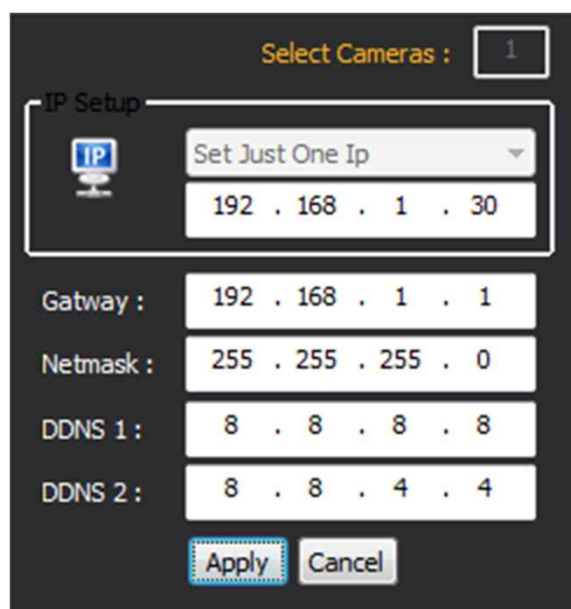 Select Cameras : 1
IP Setup
IP
Set Just One Ip
192 . 168 . 1 . 30
Gatway : 192 . 168 . 1 . 1
Netmask : 255 . 255 . 255 . 0
DDNS 1 : 8 . 8 . 8 . 8
DDNS 2 : 8 . 8 . 4 . 4
Apply Cancel